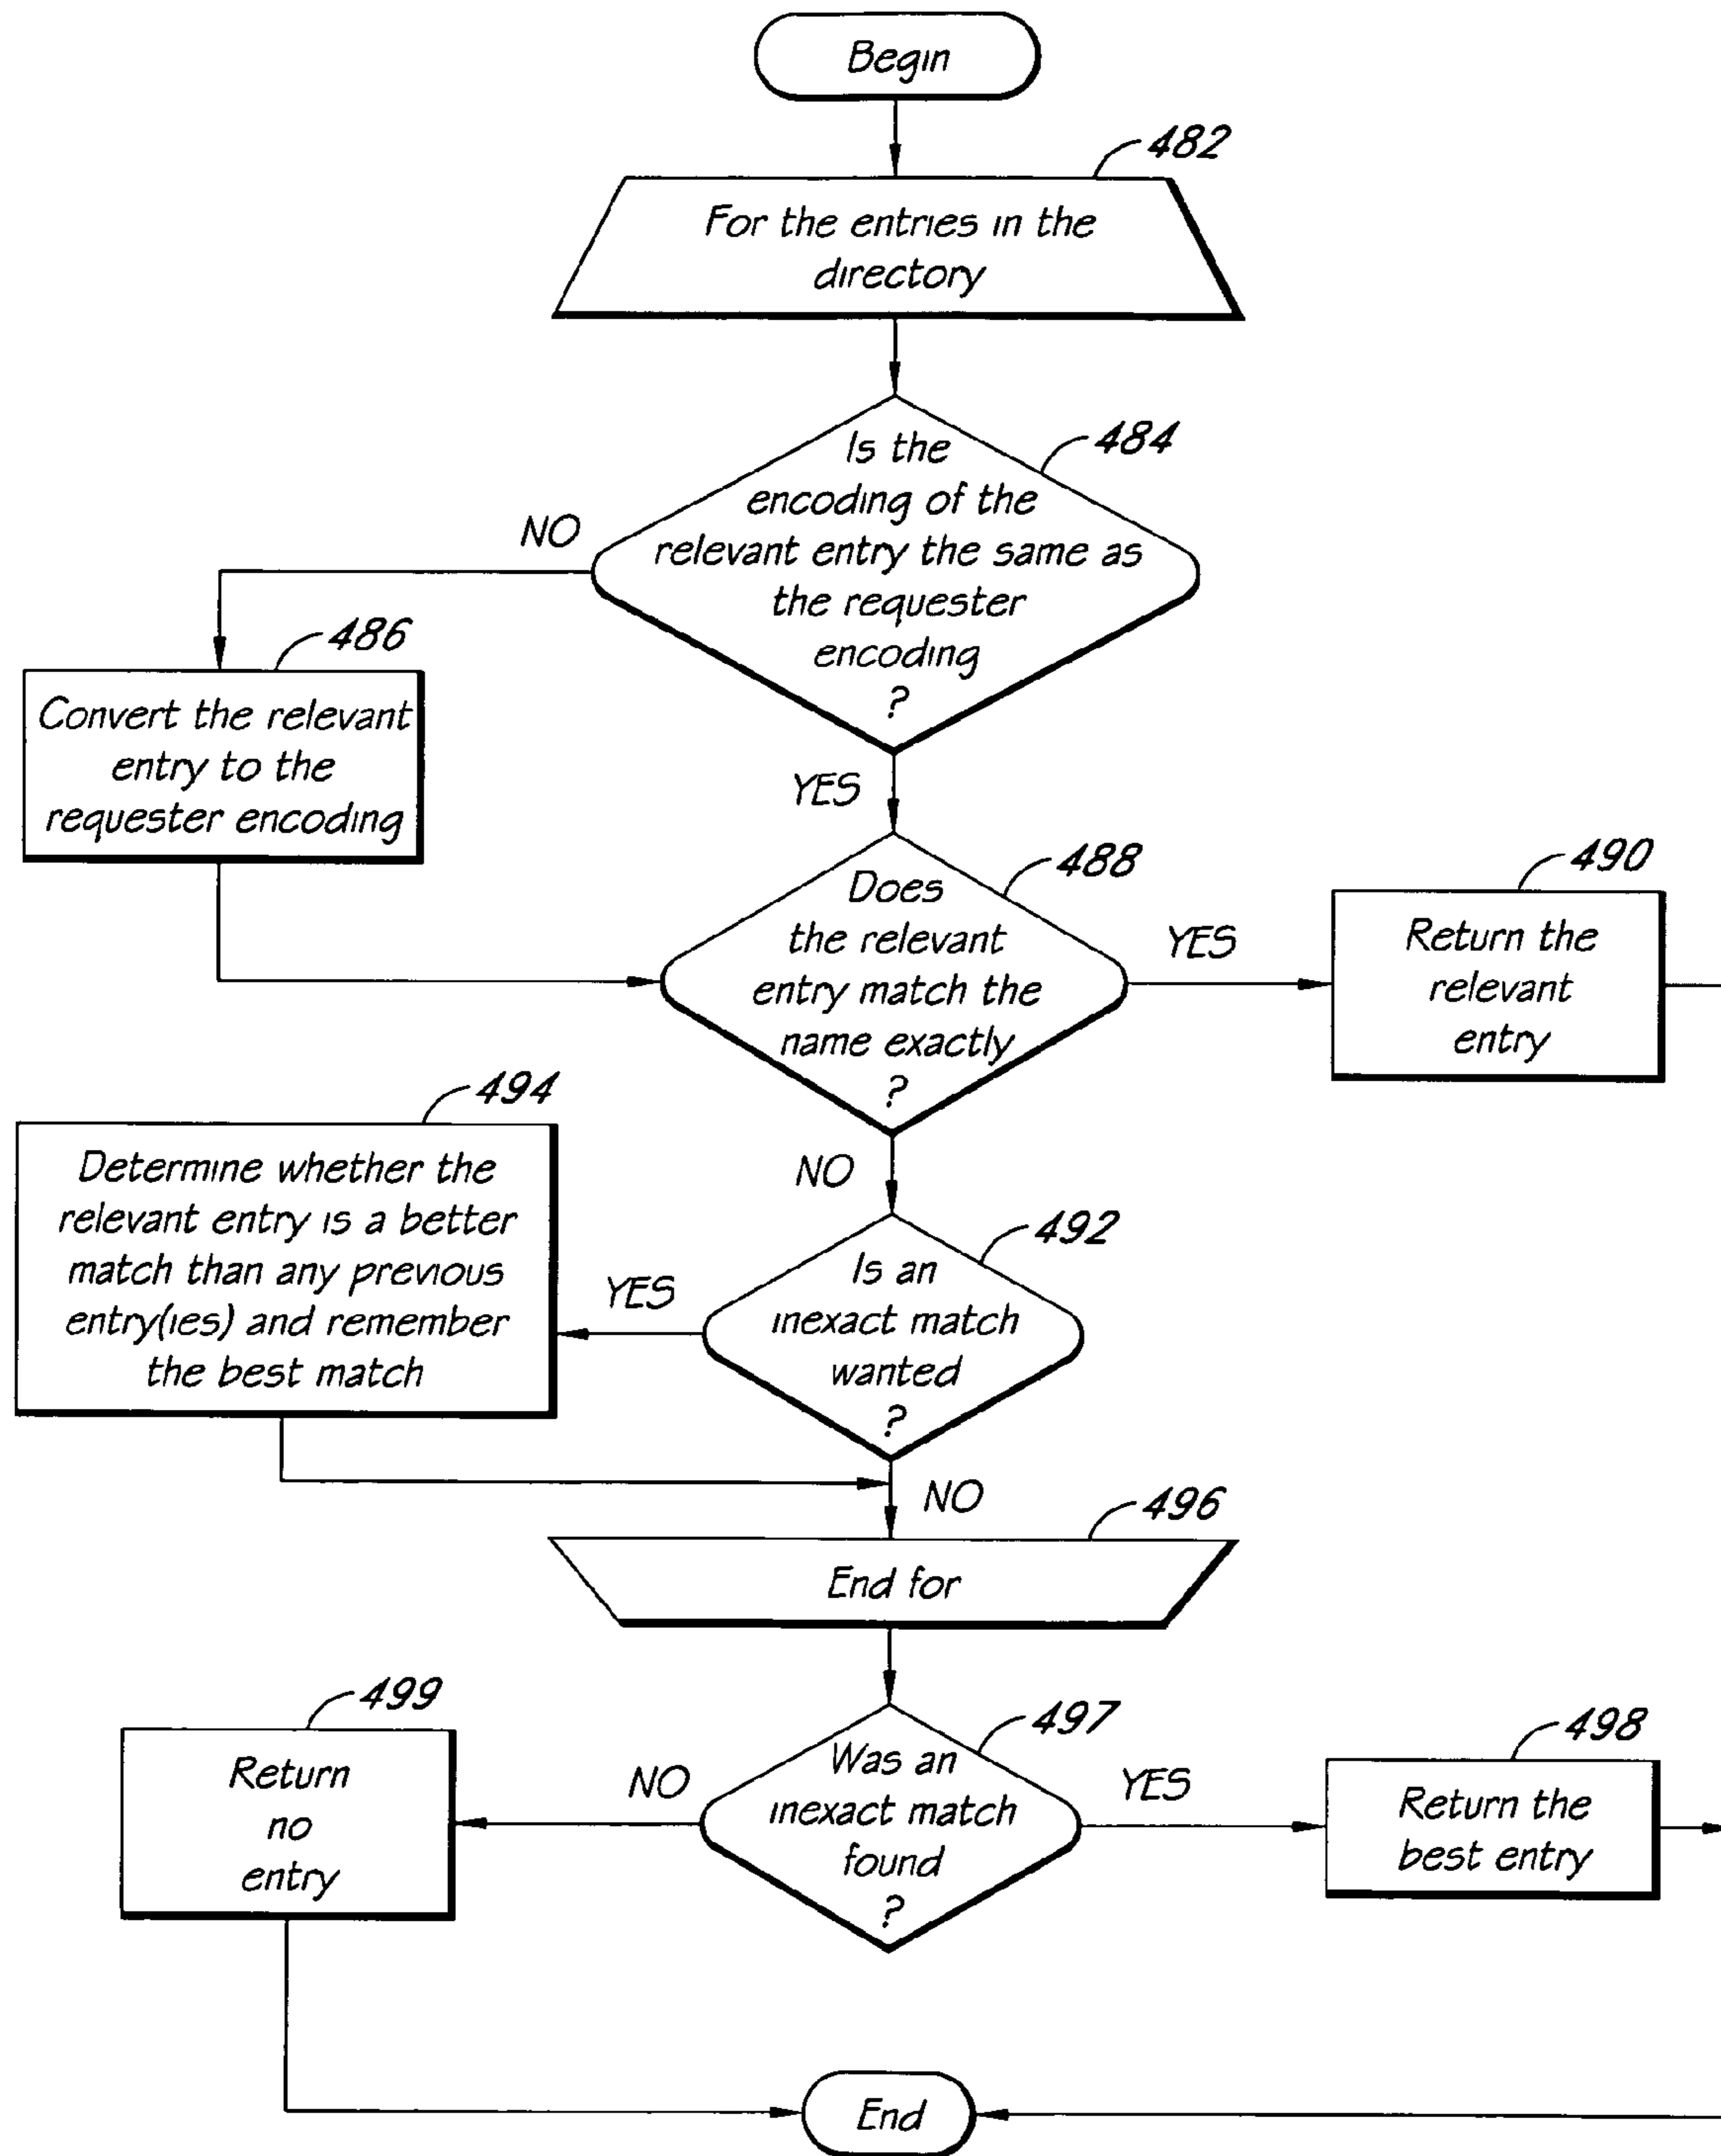 Begin
482
For the entries in the
directory
484
Is the
encoding of the
relevant entry the same as
the requester
encoding
?
NO
486
Convert the relevant
entry to the
requester encoding
YES
488
Does
the relevant
entry match the
name exactly
?
YES
490
Return the
relevant
entry
494
Determine whether the
relevant entry is a better
match than any previous
entry(ies) and remember
the best match
NO
492
Is an
inexact match
wanted
?
YES
NO
496
End for
499
Return
no
entry
NO
497
Was an
inexact match
found
?
YES
498
Return the
best entry
End